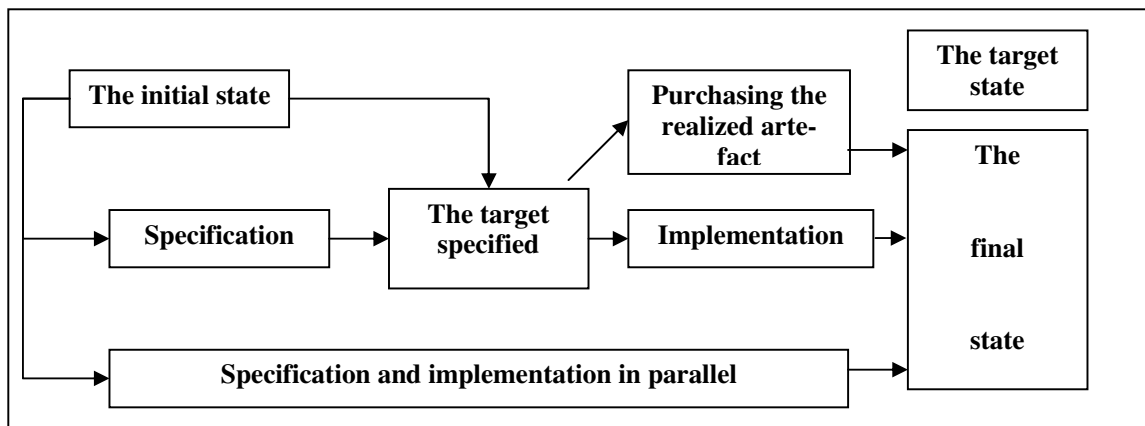 The target
state
The initial state
Purchasing the
realized arte-
fact
The
final
state
Specification
The target
specified
Implementation
Specification and implementation in parallel